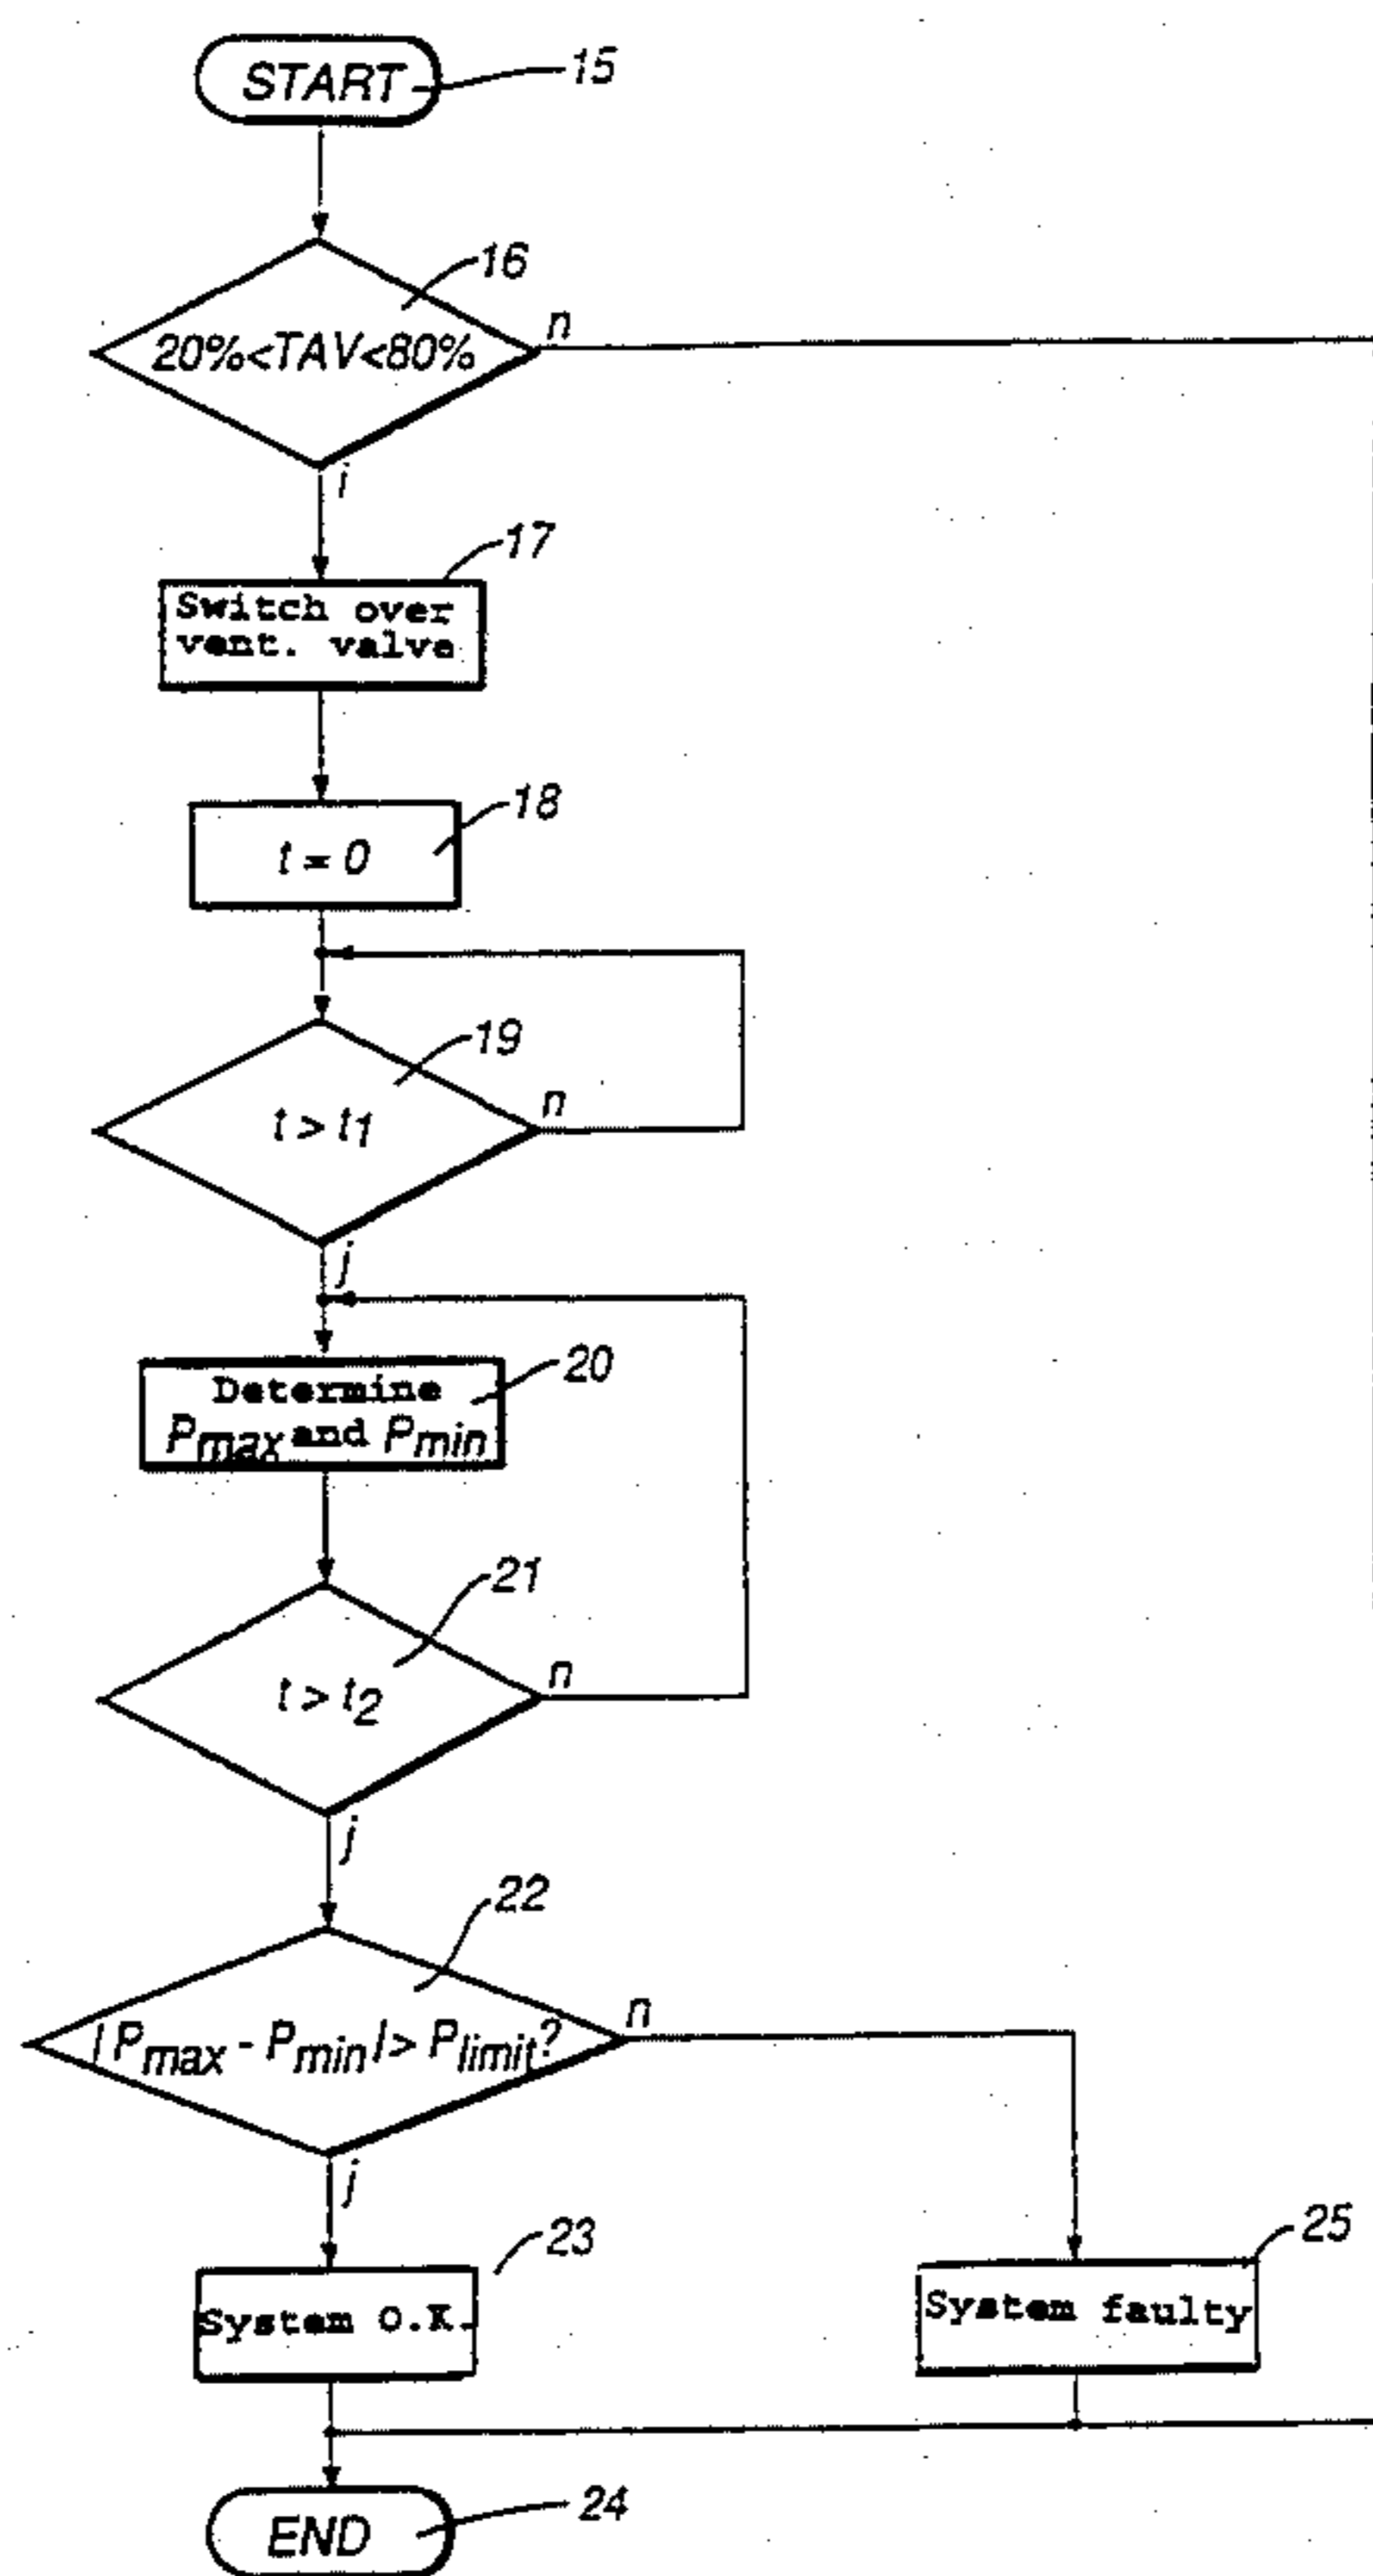 START
15
16
20%<TAV<80%
n
j
17
Switch over
vent. valve
18
t = 0
19
t > t1
n
j
20
Determine
Pmax and Pmin
21
t > t2
n
j
22
|Pmax - Pmin|> Plimit?
n
j
23
System O.K.
25
System faulty
END
24